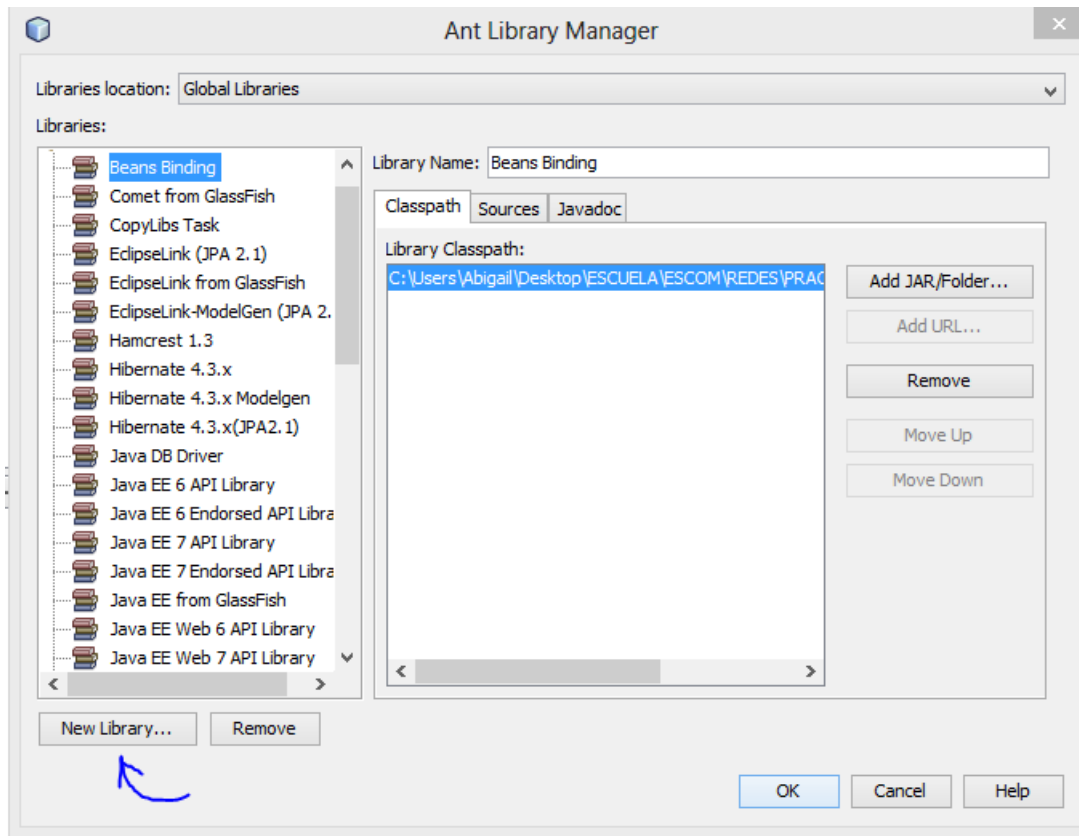 Ant Library Manager
Libraries location: Global Libraries
Libraries:
Beans Binding
Comet from GlassFish
CopyLibs Task
EclipseLink (JPA 2.1)
EclipseLink from GlassFish
EclipseLink-ModelGen (JPA 2.
Hamcrest 1.3
Hibernate 4.3.x
Hibernate 4.3.x Modelgen
Hibernate 4.3.x(JPA2.1)
Java DB Driver
Java EE 6 API Library
Java EE 6 Endorsed API Libra
Java EE 7 API Library
Java EE 7 Endorsed API Libra
Java EE from GlassFish
Java EE Web 6 API Library
Java EE Web 7 API Library
New Library... Remove
Library Name: Beans Binding
Classpath Sources Javadoc
Library Classpath:
C:\Users\Abigail\Desktop\ESCUELA\ESCOM\REDES\PRAC
Add JAR/Folder...
Add URL...
Remove
Move Up
Move Down
OK Cancel Help